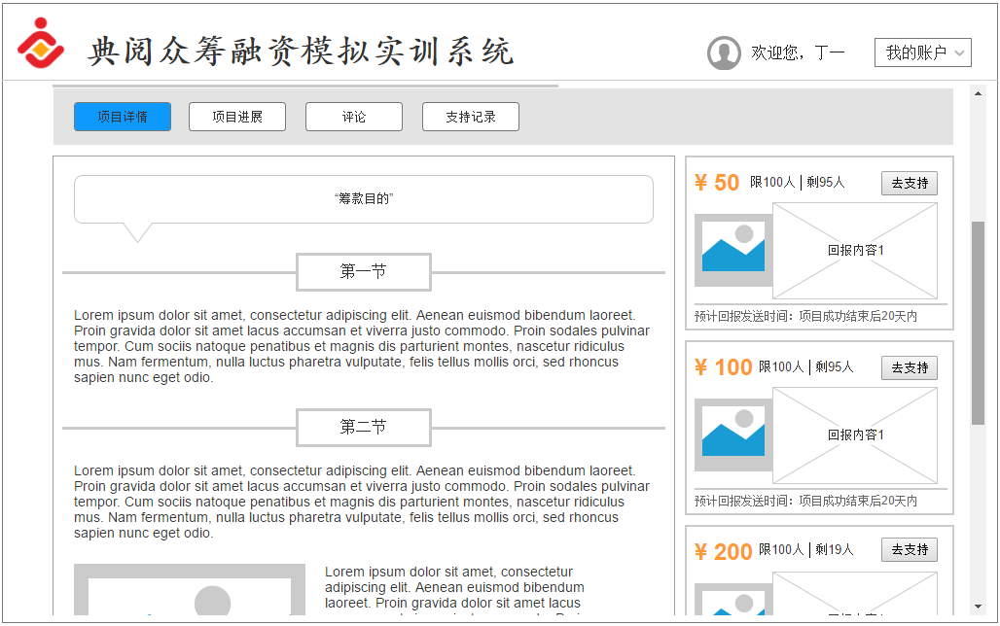 典阅众筹融资模拟实训系统
欢迎您，丁一
我的账户
项目详情
项目进展
评论
支持记录
“筹款目的”
第一节
Lorem ipsum dolor sit amet, consectetur adipiscing elit. Aenean euismod bibendum laoreet.
Proin gravida dolor sit amet lacus accumsan et viverra justo commodo. Proin sodales pulvinar
tempor. Cum sociis natoque penatibus et magnis dis parturient montes, nascetur ridiculus
mus. Nam fermentum, nulla luctus pharetra vulputate, felis tellus mollis orci, sed rhoncus
sapien nunc eget odio.
第二节
Lorem ipsum dolor sit amet, consectetur adipiscing elit. Aenean euismod bibendum laoreet.
Proin gravida dolor sit amet lacus accumsan et viverra justo commodo. Proin sodales pulvinar
tempor. Cum sociis natoque penatibus et magnis dis parturient montes, nascetur ridiculus
mus. Nam fermentum, nulla luctus pharetra vulputate, felis tellus mollis orci, sed rhoncus
sapien nunc eget odio.
Lorem ipsum dolor sit amet, consectetur
adipiscing elit. Aenean euismod bibendum
laoreet. Proin gravida dolor sit amet lacus
¥ 50 限100人 | 剩95人 去支持
回报内容1
预计回报发送时间：项目成功结束后20天内
¥ 100 限100人 | 剩95人 去支持
回报内容1
预计回报发送时间：项目成功结束后20天内
¥ 200 限100人 | 剩19人 去支持